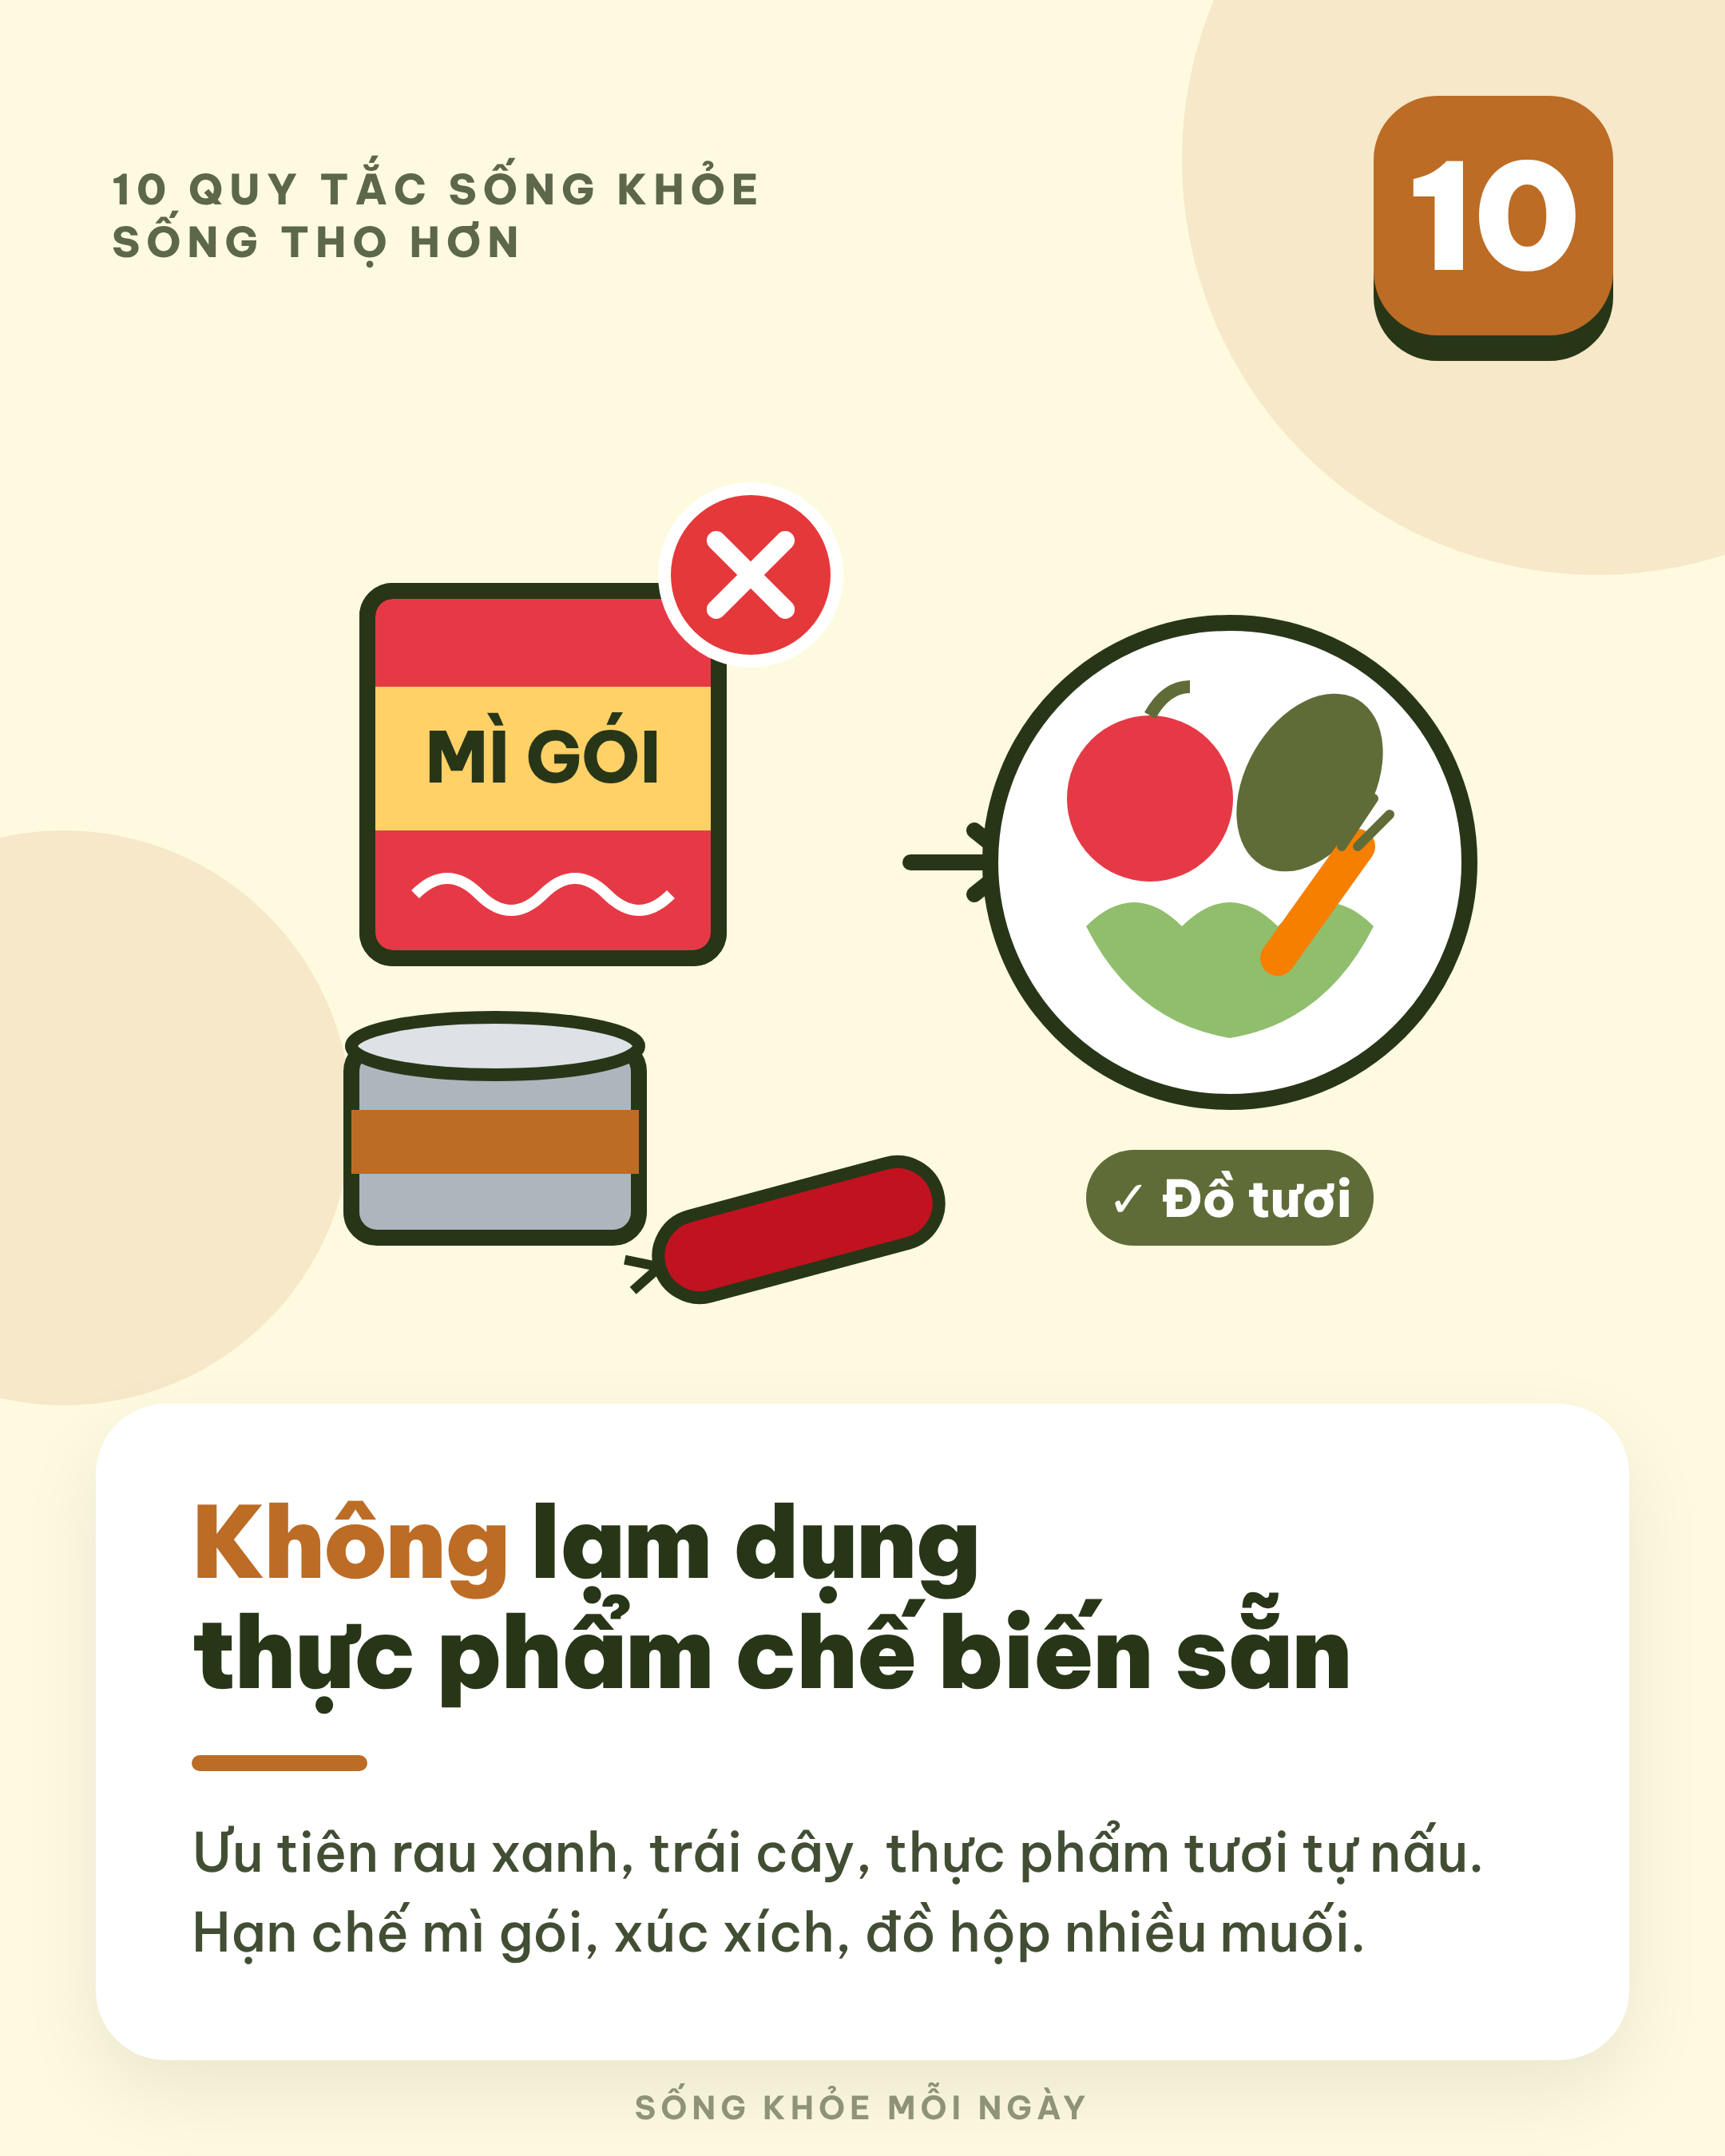 10 QUY TẮC SỐNG KHỎE
SỐNG THỌ HƠN
10
MÌ GÓI
✓ Đồ tươi
Không lạm dụng
thực phẩm chế biến sẵn
Ưu tiên rau xanh, trái cây, thực phẩm tươi tự nấu.
Hạn chế mì gói, xúc xích, đồ hộp nhiều muối.
SỐNG KHỎE MỖI NGÀY